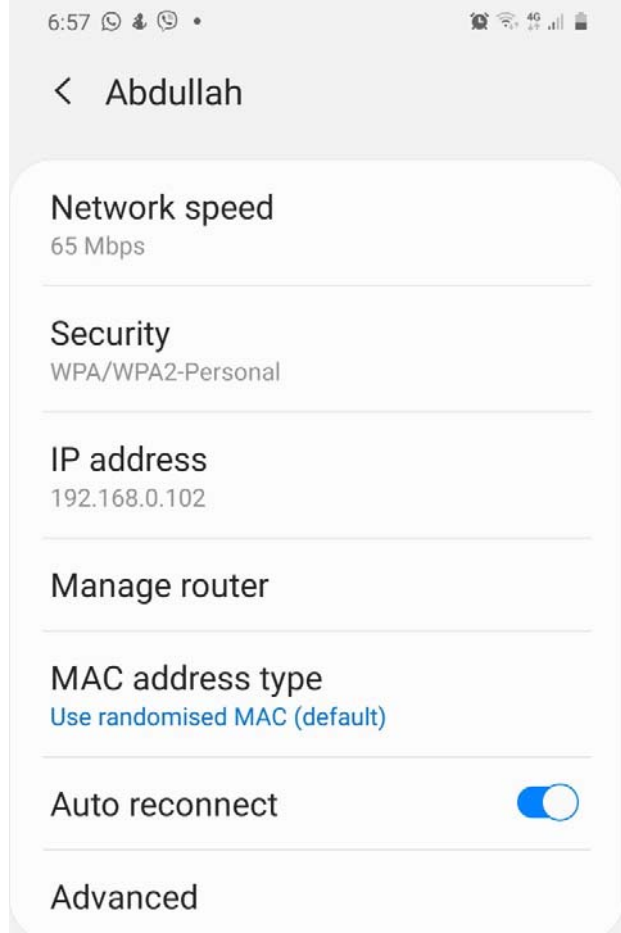 6:57
4G
Abdullah
Network speed
65 Mbps
Security
WPA/WPA2-Personal
IP address
192.168.0.102
Manage router
MAC address type
Use randomised MAC (default)
Auto reconnect
Advanced